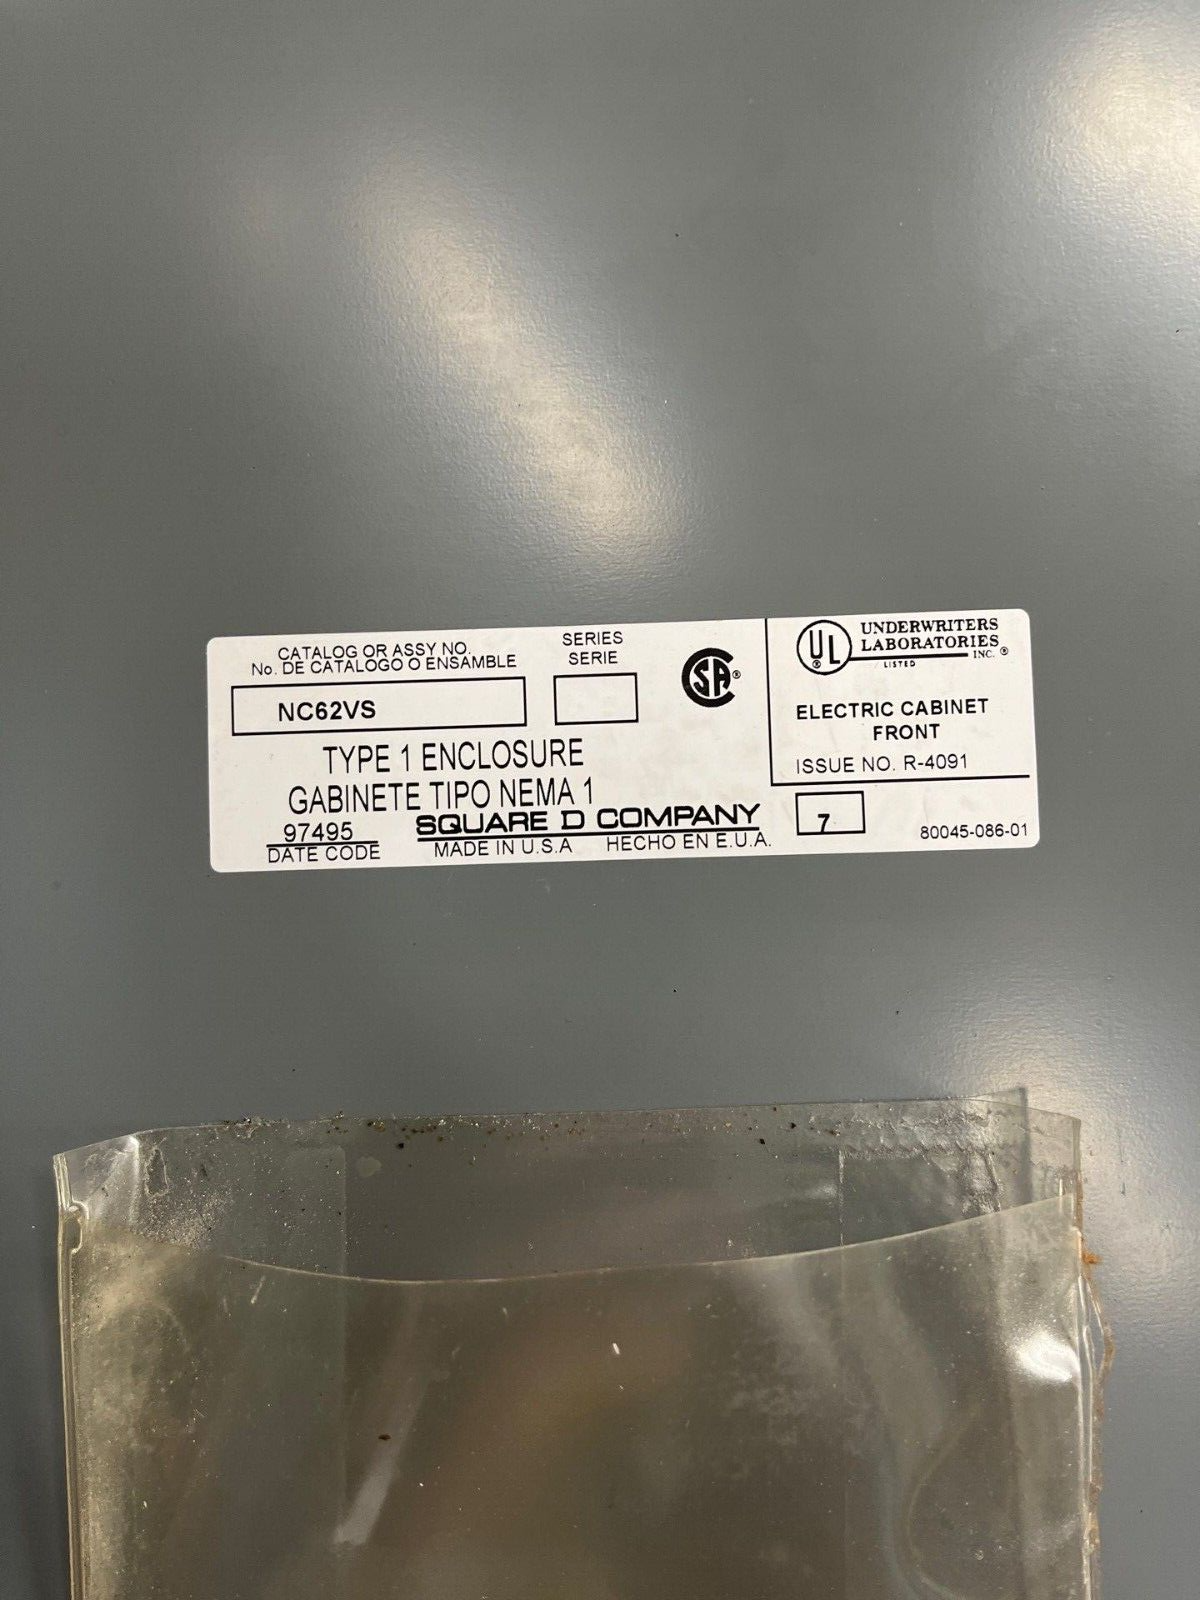 CATALOG OR ASSY NO.
No. DE CATALOGO O ENSAMBLE
NC62VS
SERIES
SERIE
SA ®
TYPE 1 ENCLOSURE
GABINETE TIPO NEMA 1
97495
DATE CODE
SQUARE D COMPANY
MADE IN U.S.A HECHO EN E.U.A.
UL ®
UNDERWRITERS
LABORATORIES
INC. ®
LISTED
ELECTRIC CABINET
FRONT
ISSUE NO. R-4091
7
80045-086-01